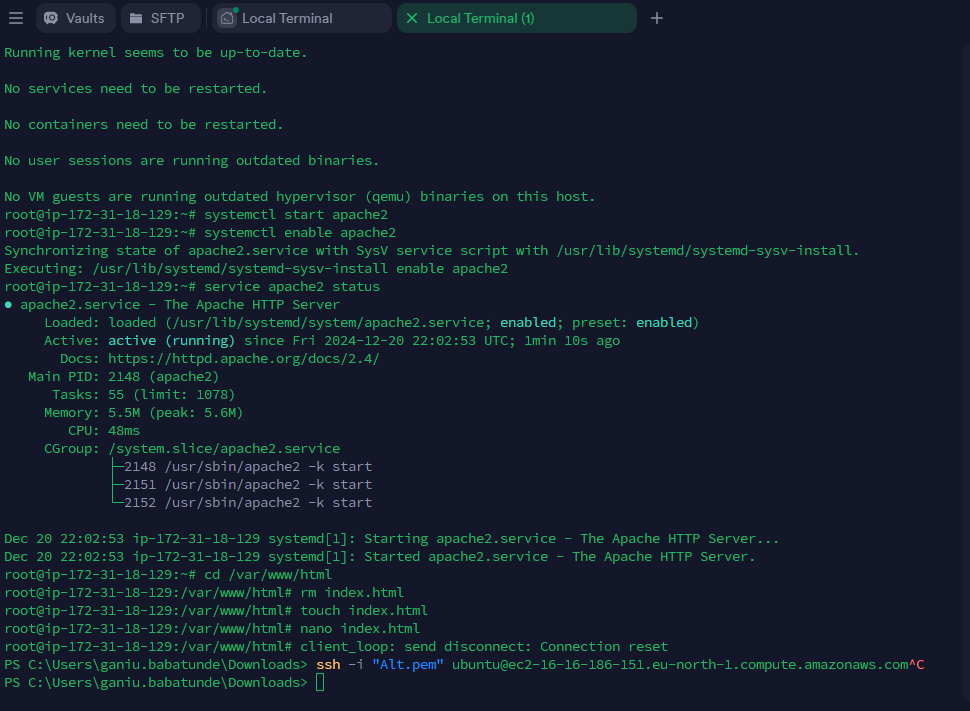 Vaults SFTP Local Terminal Local Terminal (1)
Running kernel seems to be up-to-date.
No services need to be restarted.
No containers need to be restarted.
No user sessions are running outdated binaries.
No VM guests are running outdated hypervisor (qemu) binaries on this host.
root@ip-172-31-18-129:~# systemctl start apache2
root@ip-172-31-18-129:~# systemctl enable apache2
Synchronizing state of apache2.service with SysV service script with /usr/lib/systemd/systemd-sysv-install.
Executing: /usr/lib/systemd/systemd-sysv-install enable apache2
root@ip-172-31-18-129:~# service apache2 status
● apache2.service - The Apache HTTP Server
     Loaded: loaded (/usr/lib/systemd/system/apache2.service; enabled; preset: enabled)
     Active: active (running) since Fri 2024-12-20 22:02:53 UTC; 1min 10s ago
       Docs: https://httpd.apache.org/docs/2.4/
   Main PID: 2148 (apache2)
      Tasks: 55 (limit: 1078)
     Memory: 5.5M (peak: 5.6M)
        CPU: 48ms
     CGroup: /system.slice/apache2.service
             ├─2148 /usr/sbin/apache2 -k start
             ├─2151 /usr/sbin/apache2 -k start
             └─2152 /usr/sbin/apache2 -k start
Dec 20 22:02:53 ip-172-31-18-129 systemd[1]: Starting apache2.service - The Apache HTTP Server...
Dec 20 22:02:53 ip-172-31-18-129 systemd[1]: Started apache2.service - The Apache HTTP Server.
root@ip-172-31-18-129:~# cd /var/www/html
root@ip-172-31-18-129:/var/www/html# rm index.html
root@ip-172-31-18-129:/var/www/html# touch index.html
root@ip-172-31-18-129:/var/www/html# nano index.html
root@ip-172-31-18-129:/var/www/html# client_loop: send disconnect: Connection reset
PS C:\Users\ganiu.babatunde\Downloads> ssh -i "Alt.pem" ubuntu@ec2-16-16-186-151.eu-north-1.compute.amazonaws.com^C
PS C:\Users\ganiu.babatunde\Downloads>